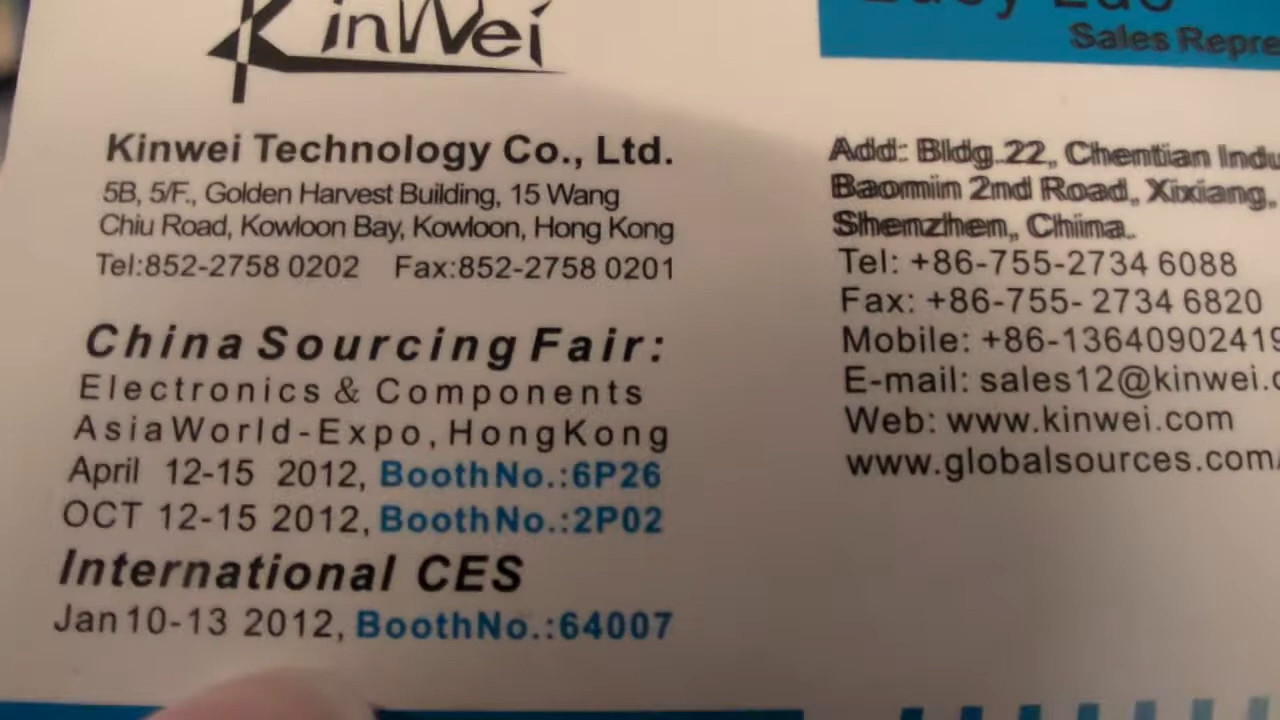 KinWei
Sales Repre
Kinwei Technology Co., Ltd.
5B, 5/F., Golden Harvest Building, 15 Wang
Chiu Road, Kowloon Bay, Kowloon, Hong Kong
Tel:852-2758 0202 Fax:852-2758 0201
China Sourcing Fair:
Electronics & Components
AsiaWorld-Expo, HongKong
April 12-15 2012, BoothNo.:6P26
OCT 12-15 2012, BoothNo.:2P02
International CES
Jan 10-13 2012, BoothNo.:64007
Add: Bldg.22, Chentian Indu
Baomin 2nd Road, Xixiang,
Shenzhen, China.
Tel: +86-755-2734 6088
Fax: +86-755- 2734 6820
Mobile: +86-13640902419
E-mail: sales12@kinwei.c
Web: www.kinwei.com
www.globalsources.com/